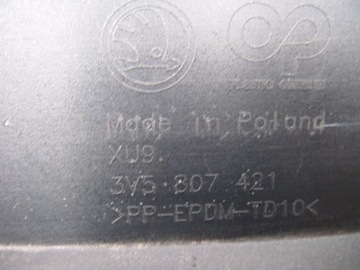 Made in Poland
XU9.
3V5 807 421
>PP-EPDM-TD10<